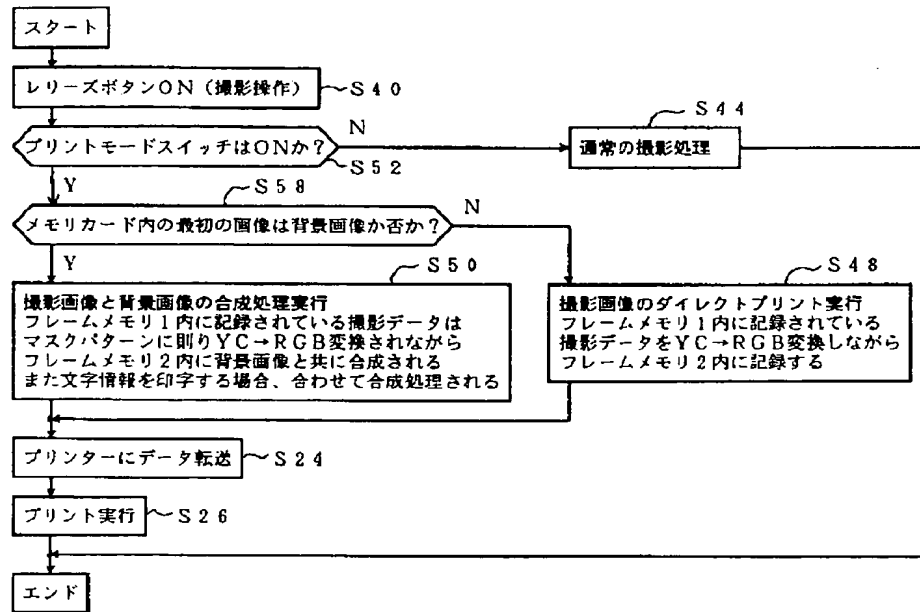 スタート
レリーズボタンON(撮影操作)
S40
プリントモードスイッチはONか?
S52
N
S44
通常の撮影処理
Y
S58
メモリカード内の最初の画像は背景画像か否か?
N
Y
S50
撮影画像と背景画像の合成処理実行
フレームメモリ1内に記録されている撮影データは
マスクパターンに則りYC→RGB変換されながら
フレームメモリ2内に背景画像と共に合成される
また文字情報を印字する場合、合わせて合成処理される
S48
撮影画像のダイレクトプリント実行
フレームメモリ1内に記録されている
撮影データをYC→RGB変換しながら
フレームメモリ2内に記録する
プリンターにデータ転送
S24
プリント実行
S26
エンド